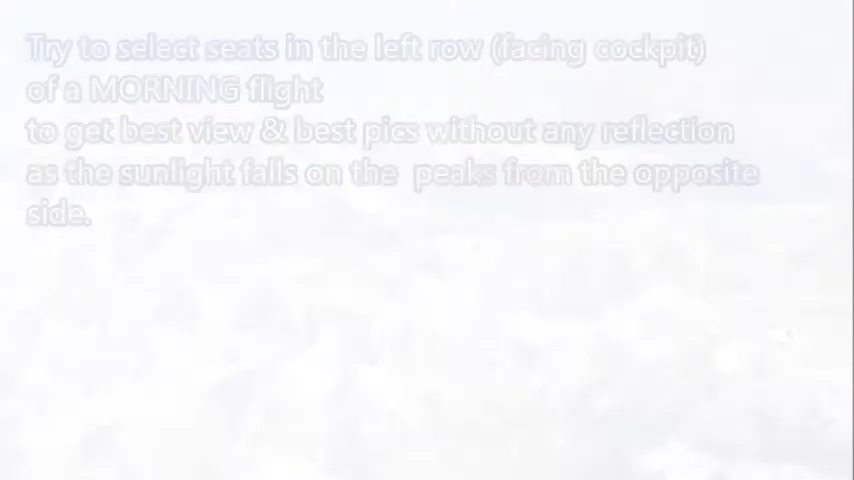 Try to select seats in the left row (facing cockpit)
of a MORNING flight
to get best view & best pics without any reflection
as the sunlight falls on the peaks from the opposite
side.